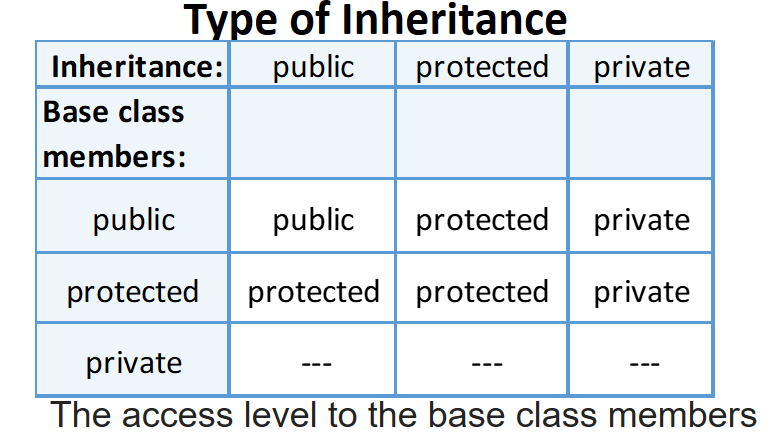 Type of Inheritance
Inheritance: public protected private
Base class
members:
public public protected private
protected protected protected private
private --- --- ---
The access level to the base class members